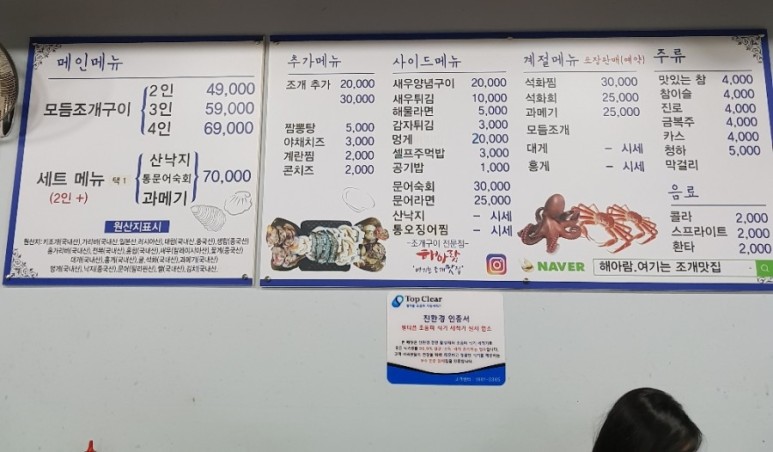 메인메뉴
모듬조개구이
2인 49,000
3인 59,000
4인 69,000
세트 메뉴 택1
(2인 +)
산낙지
통문어숙회
과메기
70,000
원산지표시
추가메뉴
조개 추가 20,000
30,000
짬뽕탕 5,000
야채치즈 3,000
계란찜 2,000
콘치즈 2,000
사이드메뉴
새우양념구이 20,000
새우튀김 10,000
해물라면 5,000
감자튀김 3,000
멍게 20,000
셀프주먹밥 3,000
공기밥 1,000
문어숙회 30,000
문어라면 25,000
산낙지 - 시세
통오징어찜 - 시세
-조개구이 전문점-
해아람
계절메뉴 포장판매(예약)
석화찜 30,000
석화회 25,000
과메기 25,000
모듬조개
대게 - 시세
홍게 - 시세
주류
맛있는 참 4,000
참이슬 4,000
진로 4,000
금복주 4,000
카스 4,000
청하 5,000
막걸리
음료
콜라 2,000
스프라이트 2,000
환타 2,000
NAVER 해아람.여기는 조개맛집
Top Clear
친환경 인증서